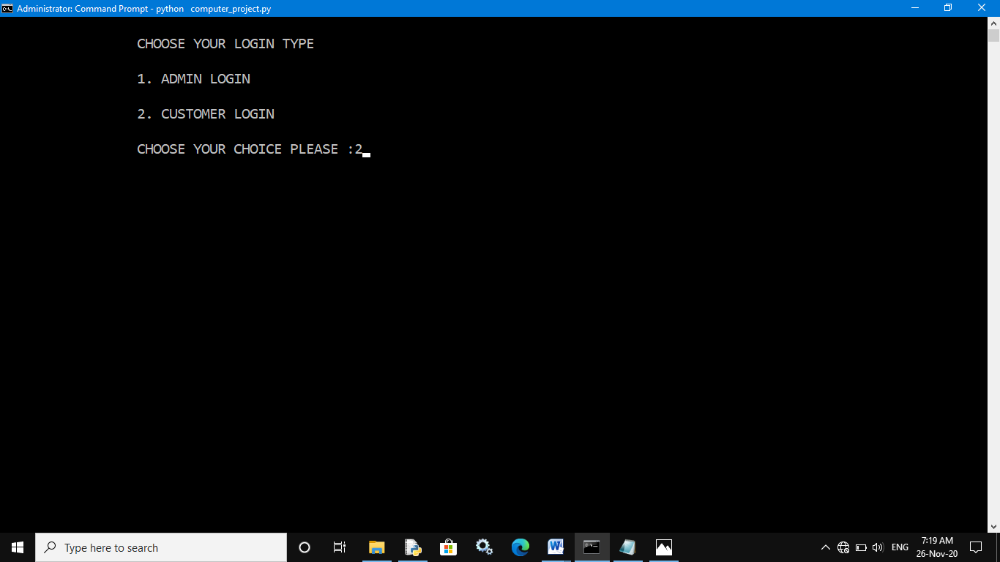 Administrator: Command Prompt - python  computer_project.py
CHOOSE YOUR LOGIN TYPE
1. ADMIN LOGIN
2. CUSTOMER LOGIN
CHOOSE YOUR CHOICE PLEASE :2
Type here to search
ENG
7:19 AM
26-Nov-20